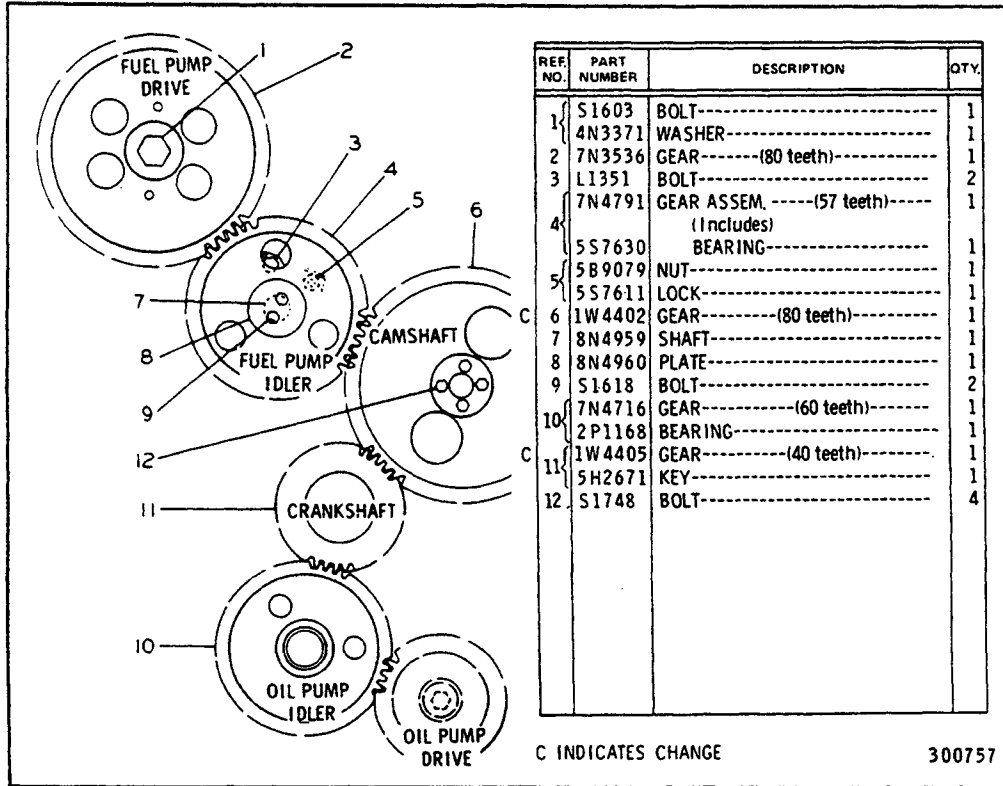 1
2
FUEL PUMP
DRIVE
3
4
5
6
7
CAMSHAFT
8
FUEL PUMP
IDLER
9
12
11
CRANKSHAFT
10
OIL PUMP
IDLER
OIL PUMP
DRIVE
REF. NO. PART NUMBER DESCRIPTION QTY.
1{ S1603 BOLT 1
4N3371 WASHER 1
2 7N3536 GEAR (80 teeth) 1
3 L1351 BOLT 2
4{ 7N4791 GEAR ASSEM. (57 teeth) 1
(Includes)
5S7630 BEARING 1
5{ 5B9079 NUT 1
5S7611 LOCK 1
C 6 1W4402 GEAR (80 teeth) 1
7 8N4959 SHAFT 1
8 8N4960 PLATE 1
9 S1618 BOLT 2
10{ 7N4716 GEAR (60 teeth) 1
2P1168 BEARING 1
C 11{ 1W4405 GEAR (40 teeth) 1
5H2671 KEY 1
12 S1748 BOLT 4
C INDICATES CHANGE 300757